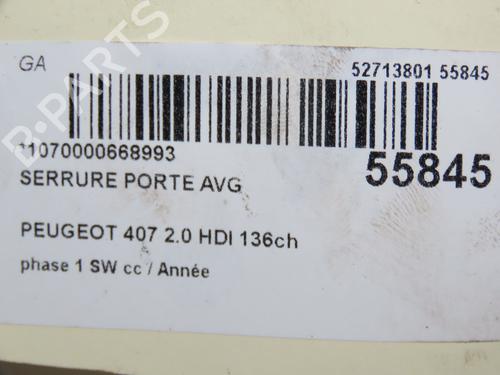 GA
52713801 55845
11070000668993
55845
SERRURE PORTE AVG
PEUGEOT 407 2.0 HDI 136ch
phase 1 SW cc / Année
B-PARTS